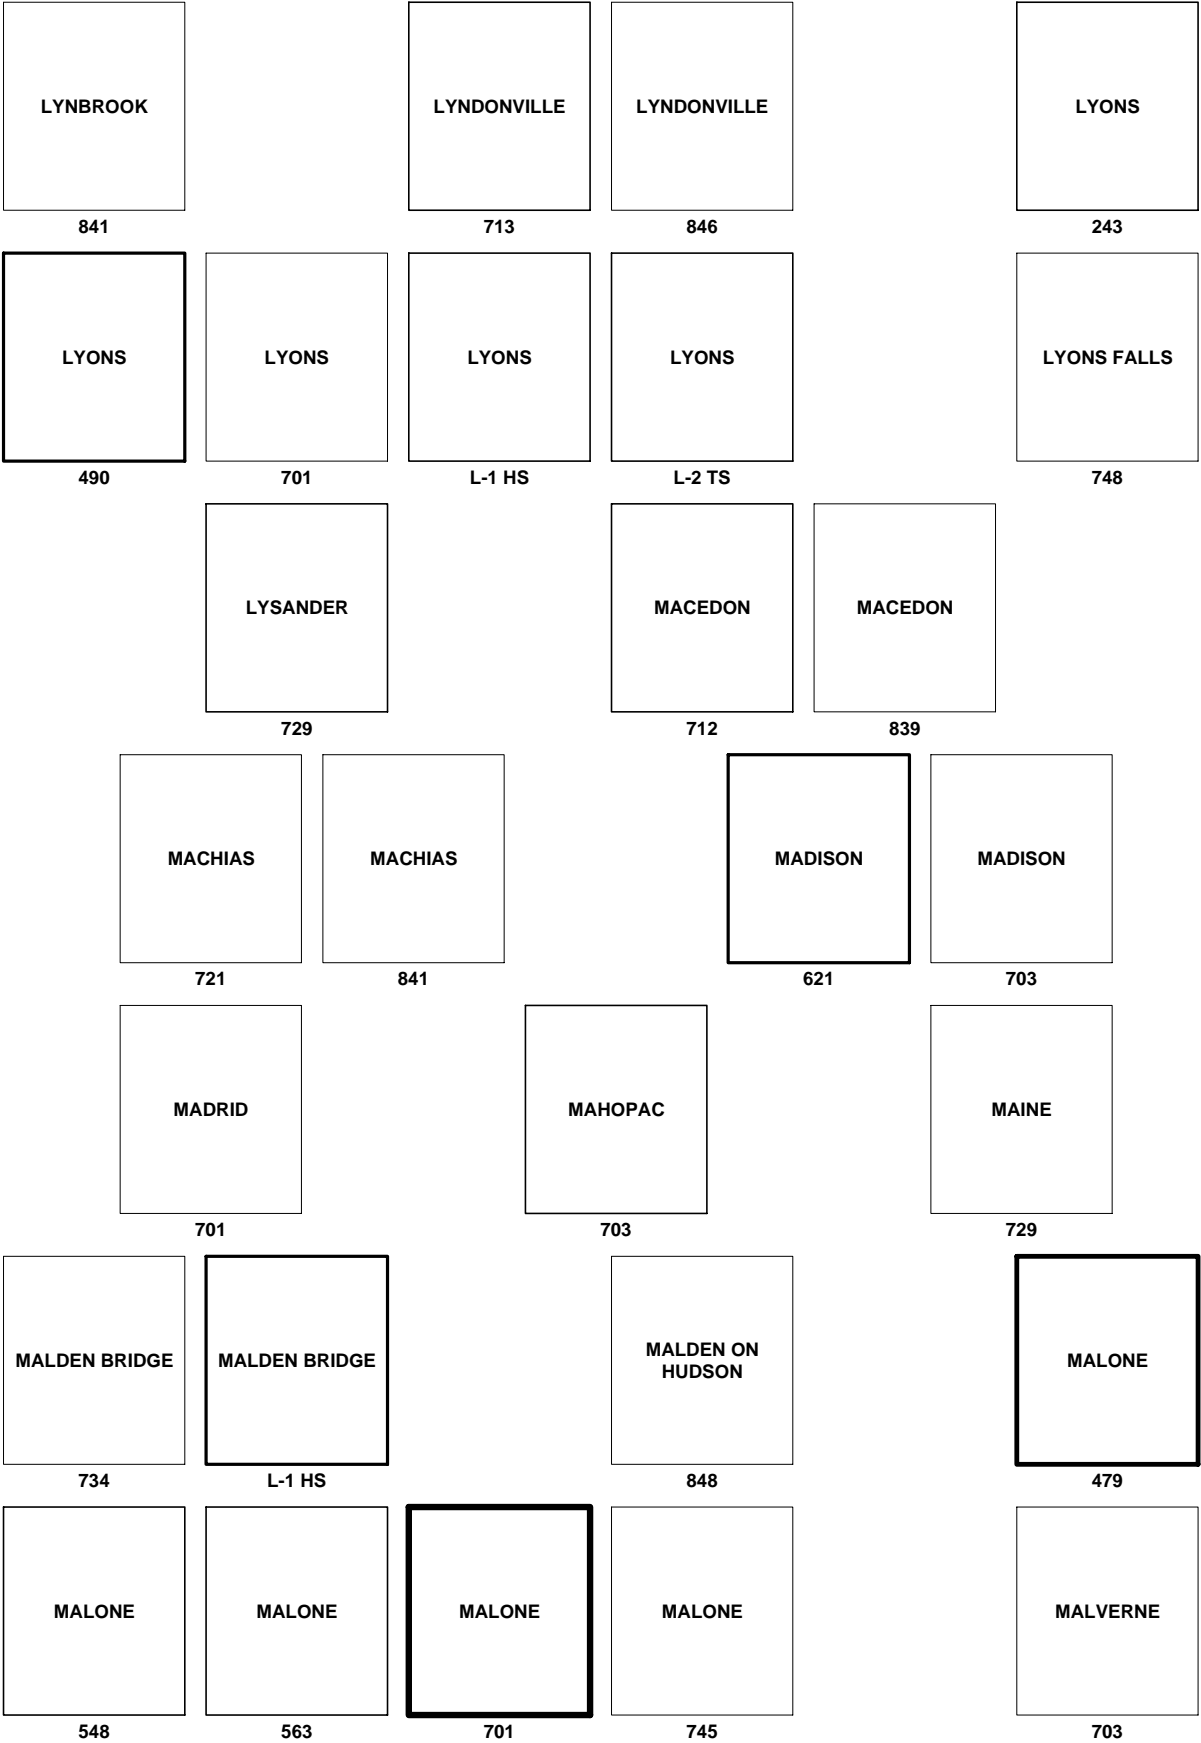 LYNBROOK
LYNDONVILLE
LYNDONVILLE
LYONS
841
713
846
243
LYONS
LYONS
LYONS
LYONS
LYONS FALLS
490
701
L-1 HS
L-2 TS
748
LYSANDER
MACEDON
MACEDON
729
712
839
MACHIAS
MACHIAS
MADISON
MADISON
721
841
621
703
MADRID
MAHOPAC
MAINE
701
703
729
MALDEN BRIDGE
MALDEN BRIDGE
MALDEN ON
HUDSON
MALONE
734
L-1 HS
848
479
MALONE
MALONE
MALONE
MALONE
MALVERNE
548
563
701
745
703